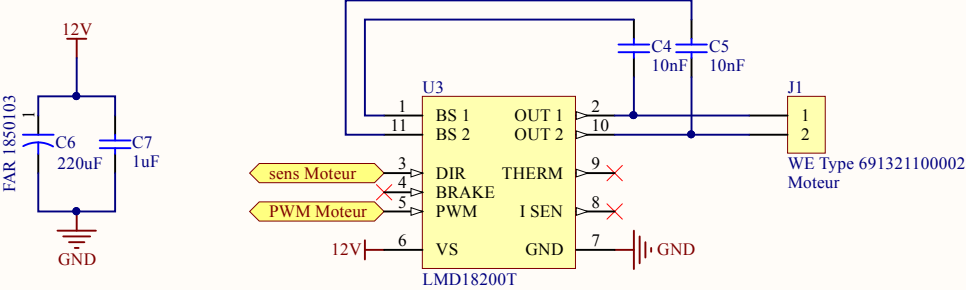 12V
FAR 1850103
1
C6
220uF
C7
1uF
GND
C4
10nF
C5
10nF
U3
1
BS 1
11
BS 2
3
DIR
4
BRAKE
5
PWM
6
VS
OUT 1
2
OUT 2
10
THERM
9
I SEN
8
GND
7
sens Moteur
PWM Moteur
12V
GND
LMD18200T
J1
1
2
WE Type 691321100002
Moteur